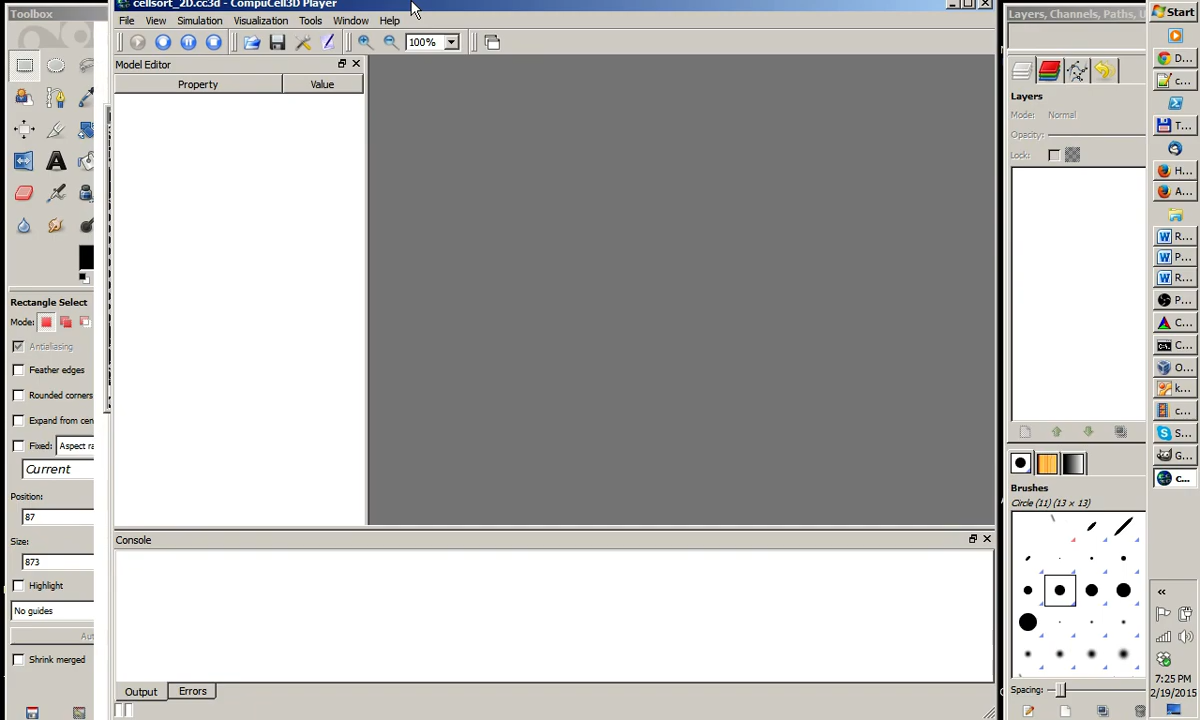 Toolbox
cellsort_2D.cc3d - CompuCell3D Player
File View Simulation Visualization Tools Window Help
100%
Model Editor
Property Value
Console
Output Errors
Rectangle Select
Mode:
Antialiasing
Feather edges
Rounded corners
Expand from cen
Fixed: Aspect ra
Current
Position:
87
Size:
873
Highlight
No guides
Au
Shrink merged
Layers, Channels, Paths, U
Layers
Mode: Normal
Opacity:
Lock:
Brushes
Circle (11) (13 × 13)
Spacing:
Start
D...
c...
T...
H...
A...
R...
P...
R...
P...
C...
C...
O...
k...
c...
S...
G...
c...
«
7:25 PM
2/19/2015